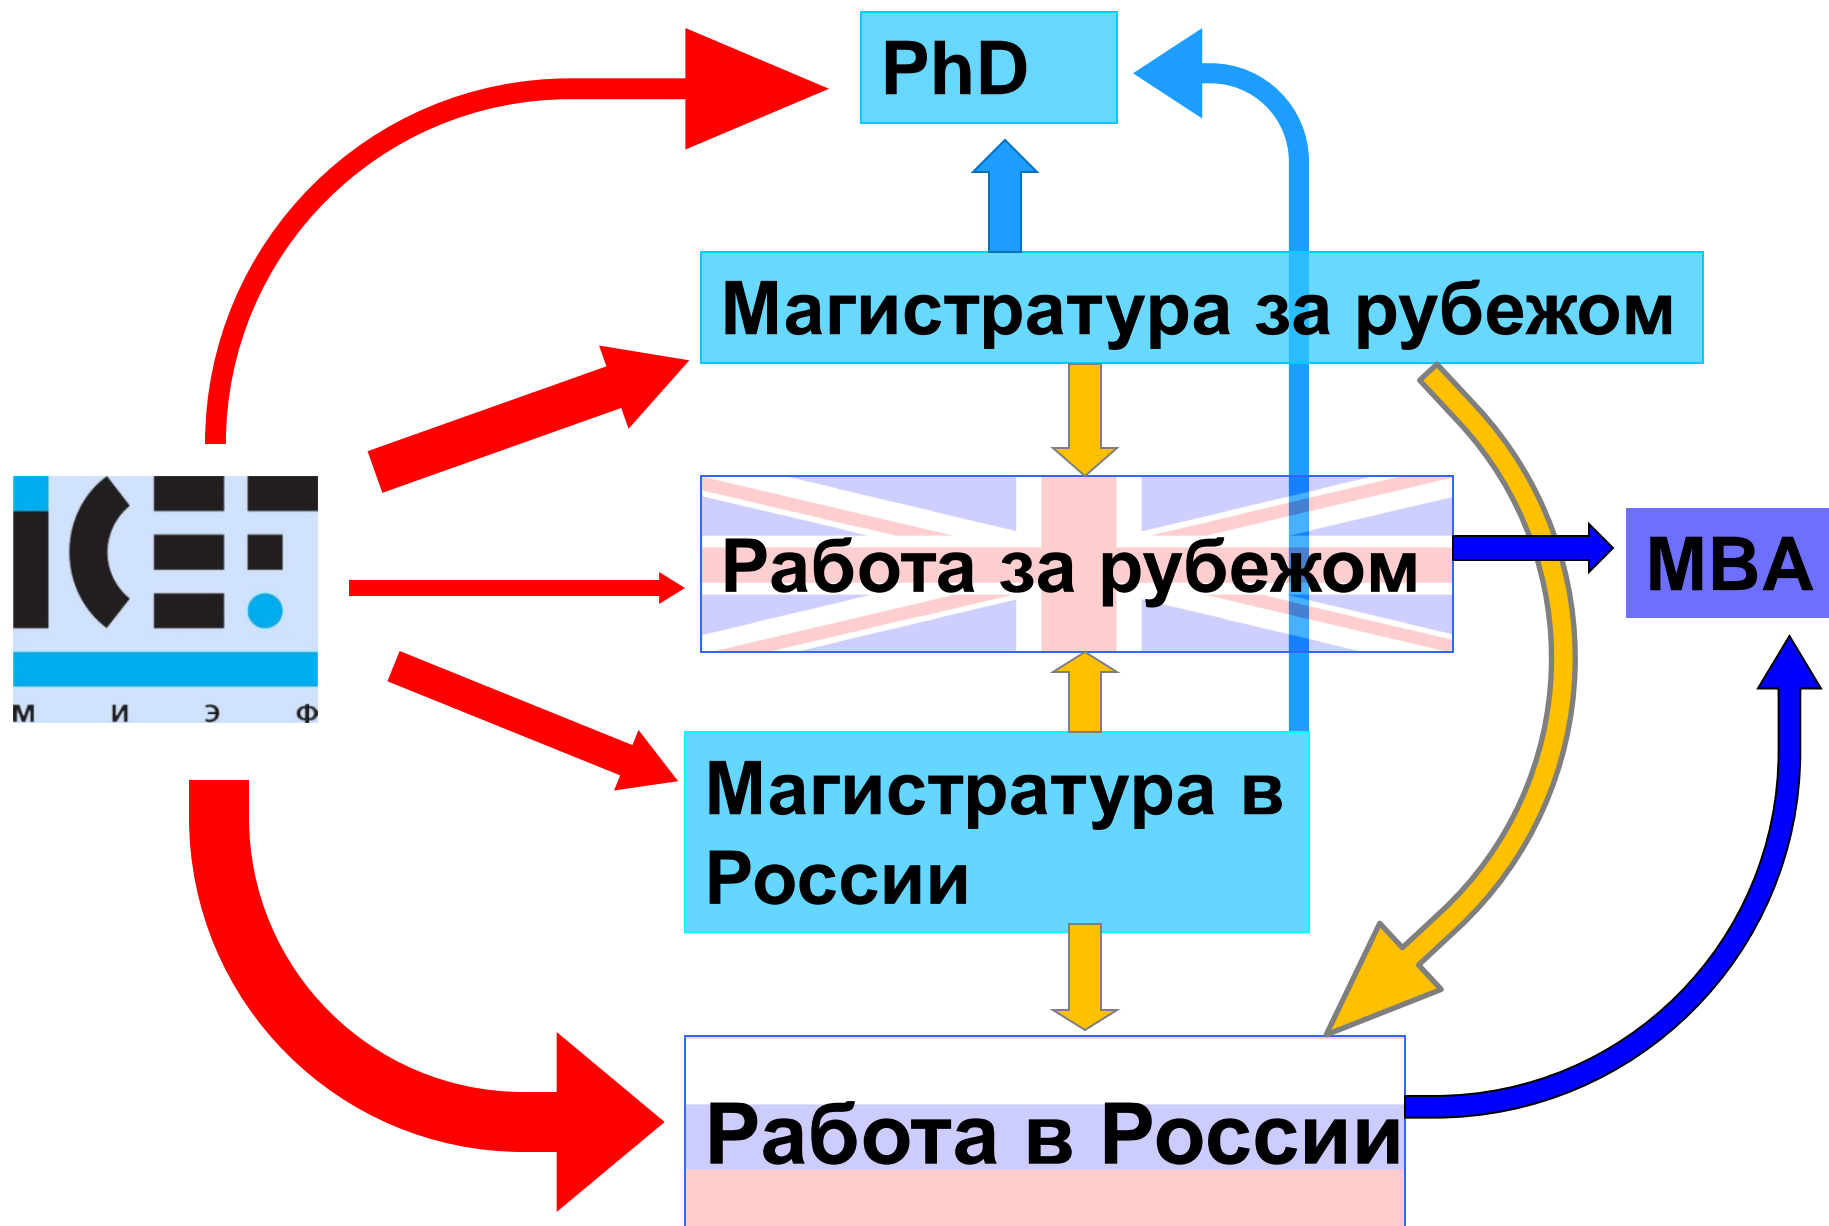 PhD
Магистратура за рубежом
ICEF
М И Э Ф
Работа за рубежом
MBA
Магистратура в
России
Работа в России